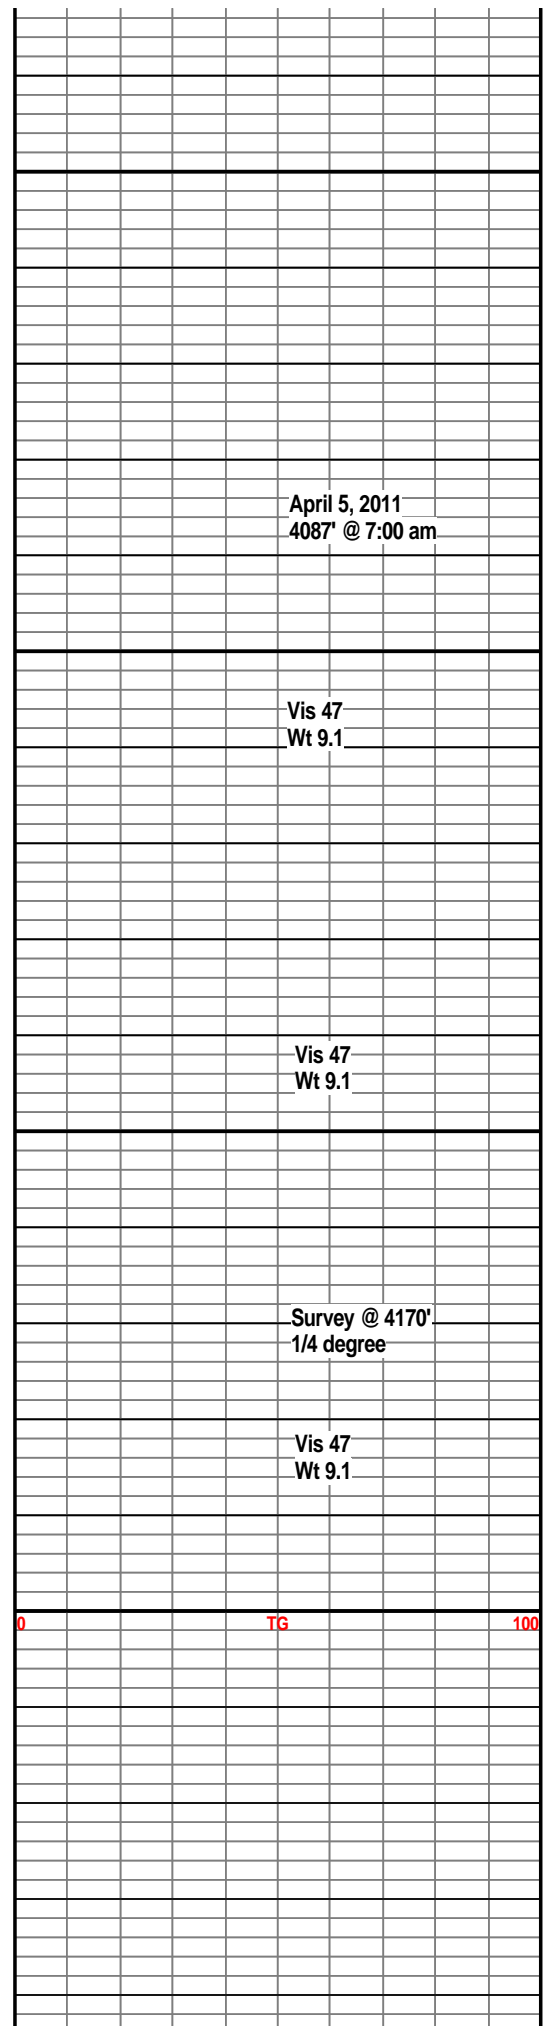 April 5, 2011
4087' @ 7:00 am
Vis 47
Wt 9.1
Vis 47
Wt 9.1
Survey @ 4170'
1/4 degree
Vis 47
Wt 9.1
0 TG 100